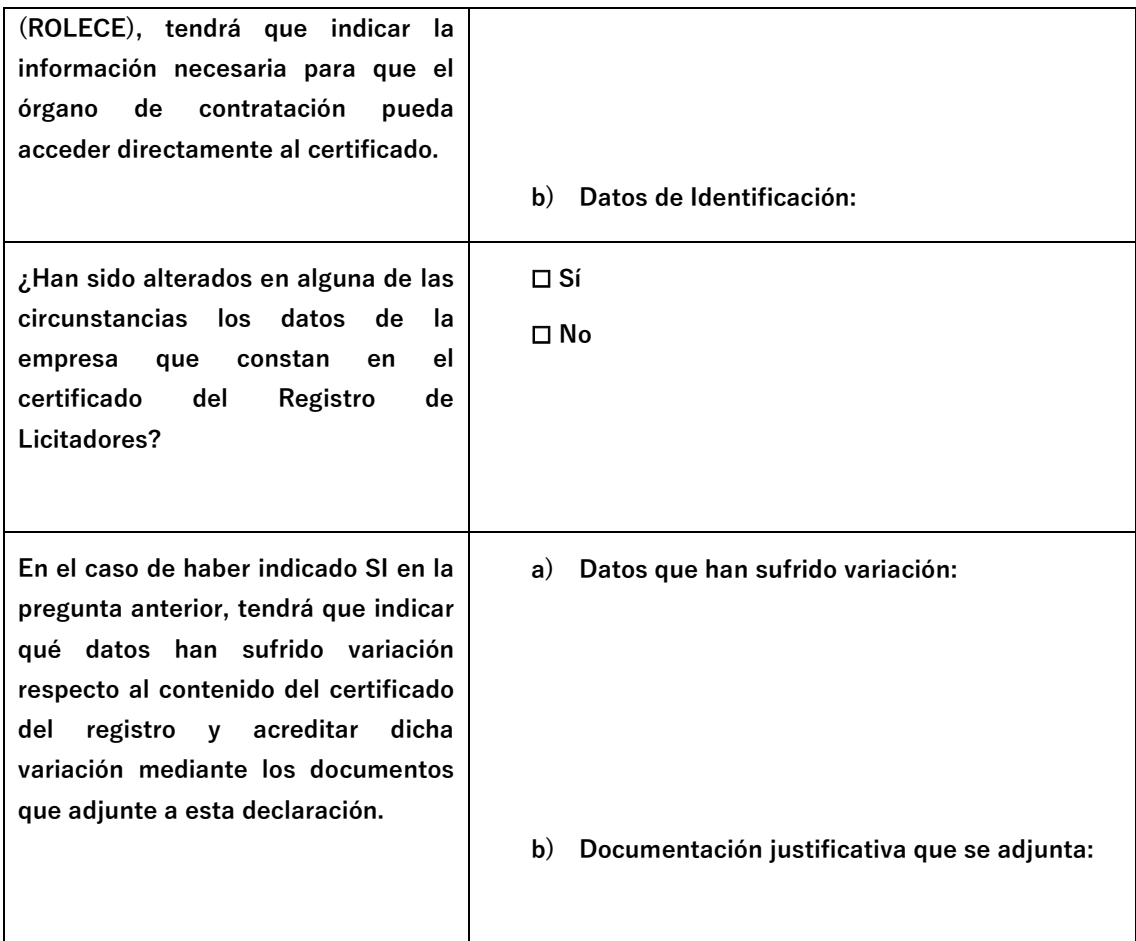 (ROLECE), tendrá que indicar la
información necesaria para que el
órgano de contratación pueda
acceder directamente al certificado.
b) Datos de Identificación:
¿Han sido alterados en alguna de las
circunstancias los datos de la
empresa que constan en el
certificado del Registro de
Licitadores?
☐ Sí
☐ No
En el caso de haber indicado SI en la
pregunta anterior, tendrá que indicar
qué datos han sufrido variación
respecto al contenido del certificado
del registro y acreditar dicha
variación mediante los documentos
que adjunte a esta declaración.
a) Datos que han sufrido variación:
b) Documentación justificativa que se adjunta: